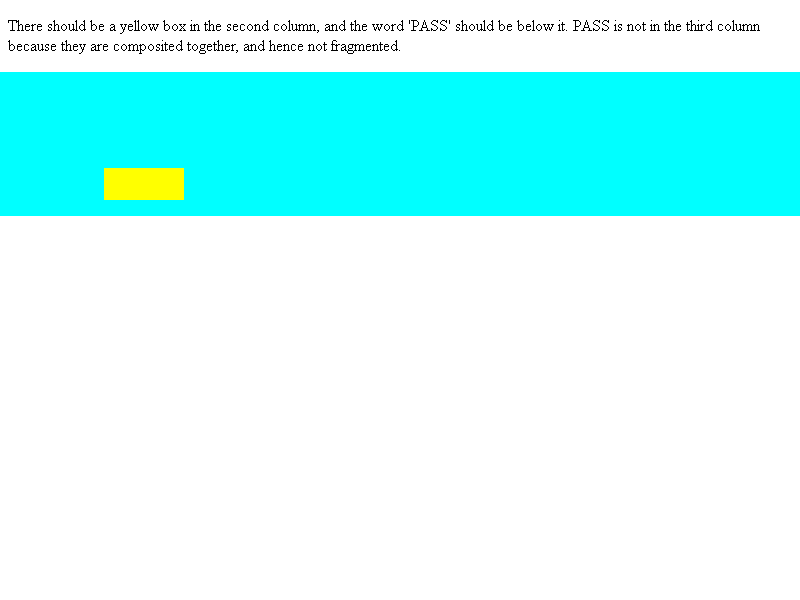 There should be a yellow box in the second column, and the word 'PASS' should be below it. PASS is not in the third column
because they are composited together, and hence not fragmented.